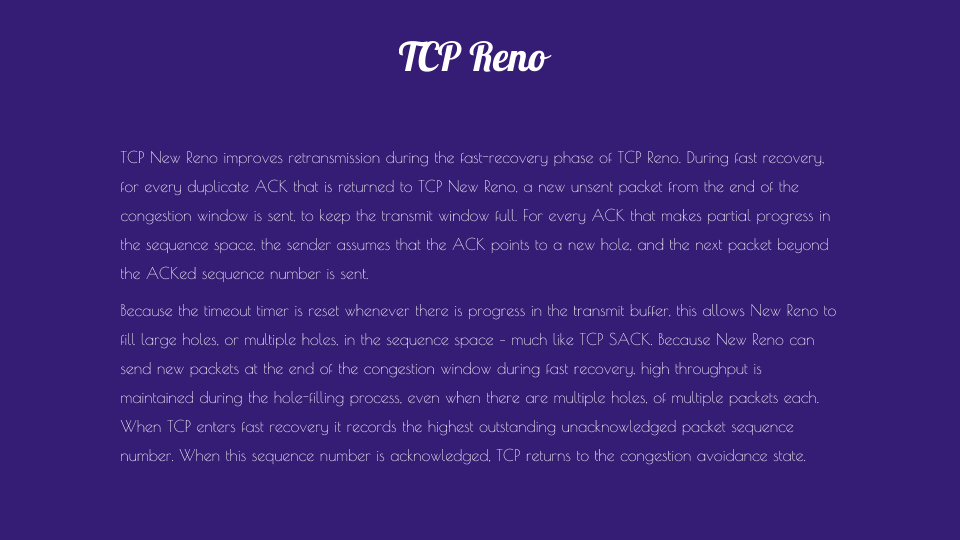 TCP Reno
TCP New Reno improves retransmission during the fast-recovery phase of TCP Reno. During fast recovery,
for every duplicate ACK that is returned to TCP New Reno, a new unsent packet from the end of the
congestion window is sent, to keep the transmit window full. For every ACK that makes partial progress in
the sequence space, the sender assumes that the ACK points to a new hole, and the next packet beyond
the ACKed sequence number is sent.
Because the timeout timer is reset whenever there is progress in the transmit buffer, this allows New Reno to
fill large holes, or multiple holes, in the sequence space – much like TCP SACK. Because New Reno can
send new packets at the end of the congestion window during fast recovery, high throughput is
maintained during the hole-filling process, even when there are multiple holes, of multiple packets each.
When TCP enters fast recovery it records the highest outstanding unacknowledged packet sequence
number. When this sequence number is acknowledged, TCP returns to the congestion avoidance state.